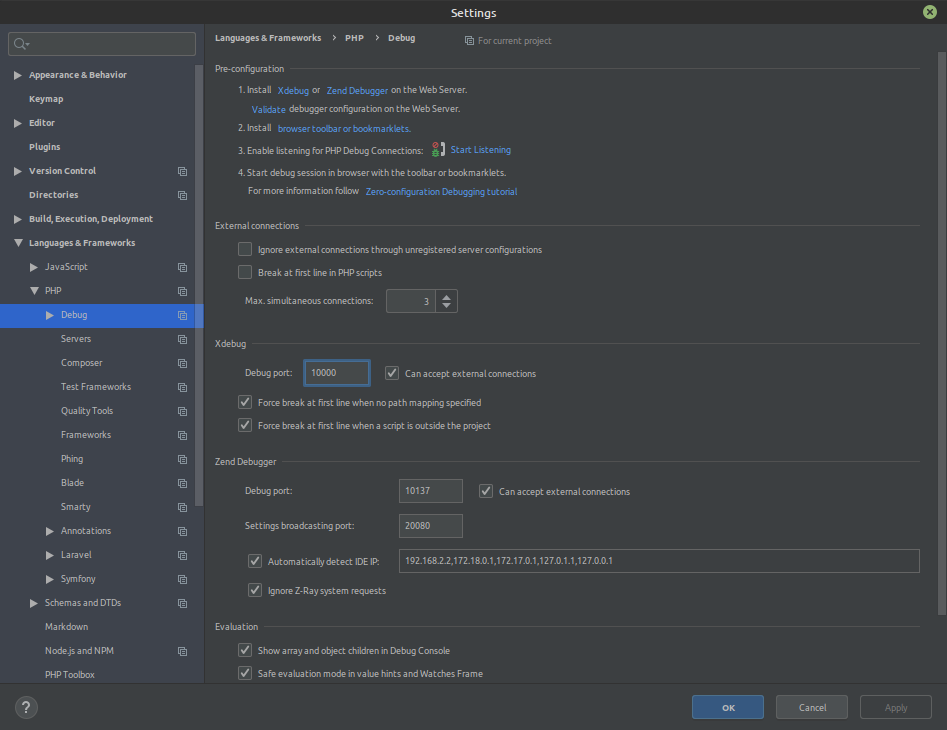 Settings
Appearance & Behavior
Keymap
Editor
Plugins
Version Control
Directories
Build, Execution, Deployment
Languages & Frameworks
JavaScript
PHP
Debug
Servers
Composer
Test Frameworks
Quality Tools
Frameworks
Phing
Blade
Smarty
Annotations
Laravel
Symfony
Schemas and DTDs
Markdown
Node.js and NPM
PHP Toolbox
Languages & Frameworks › PHP › Debug For current project
Pre-configuration
1. Install Xdebug or Zend Debugger on the Web Server.
Validate debugger configuration on the Web Server.
2. Install browser toolbar or bookmarklets.
3. Enable listening for PHP Debug Connections: Start Listening
4. Start debug session in browser with the toolbar or bookmarklets.
For more information follow Zero-configuration Debugging tutorial
External connections
Ignore external connections through unregistered server configurations
Break at first line in PHP scripts
Max. simultaneous connections: 3
Xdebug
Debug port: 10000 Can accept external connections
Force break at first line when no path mapping specified
Force break at first line when a script is outside the project
Zend Debugger
Debug port: 10137 Can accept external connections
Settings broadcasting port: 20080
Automatically detect IDE IP: 192.168.2.2,172.18.0.1,172.17.0.1,127.0.1.1,127.0.0.1
Ignore Z-Ray system requests
Evaluation
Show array and object children in Debug Console
Safe evaluation mode in value hints and Watches Frame
? OK Cancel Apply